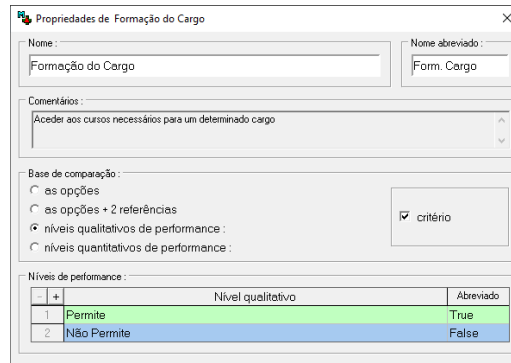 Propriedades de Formação do Cargo
Nome :
Nome abreviado :
Formação do Cargo
Form. Cargo
Comentários :
Aceder aos cursos necessários para um determinado cargo
Base de comparação :
as opções
as opções + 2 referências
níveis qualitativos de performance :
níveis quantitativos de performance :
critério
Níveis de performance :
- + Nível qualitativo Abreviado
1 Permite True
2 Não Permite False